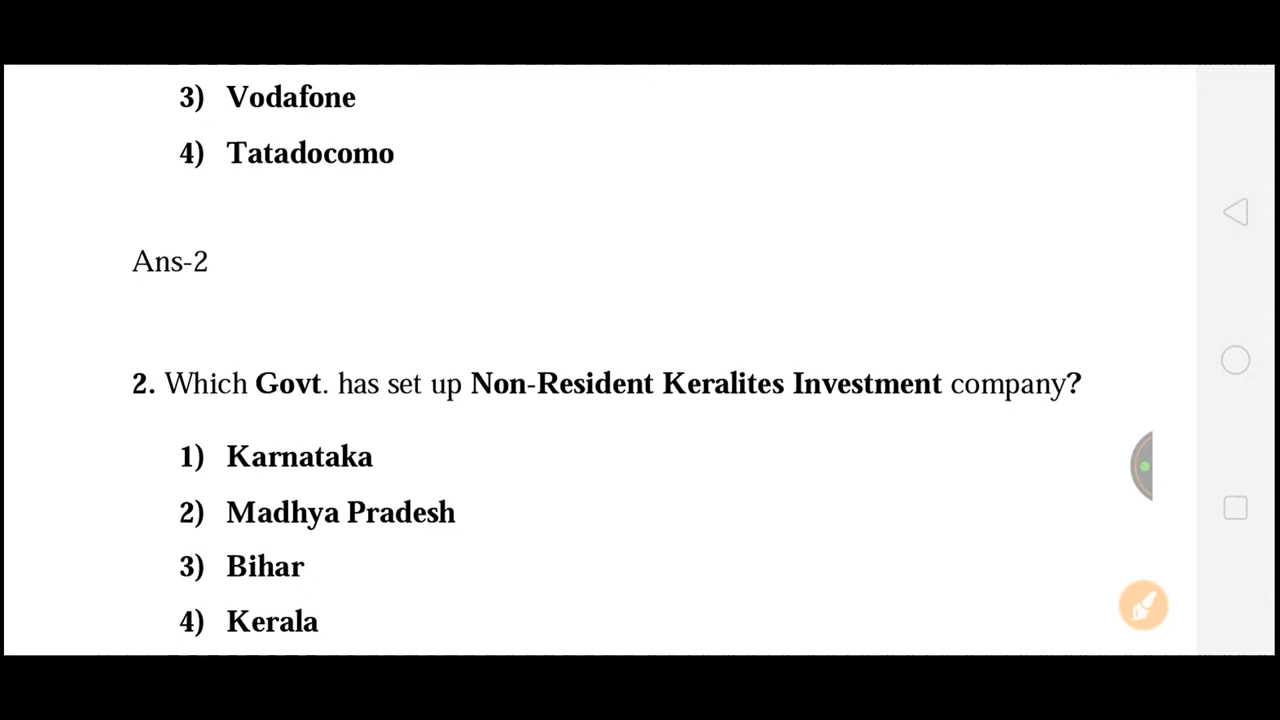 3) Vodafone
4) Tatadocomo
Ans-2
2. Which Govt. has set up Non-Resident Keralites Investment company?
1) Karnataka
2) Madhya Pradesh
3) Bihar
4) Kerala